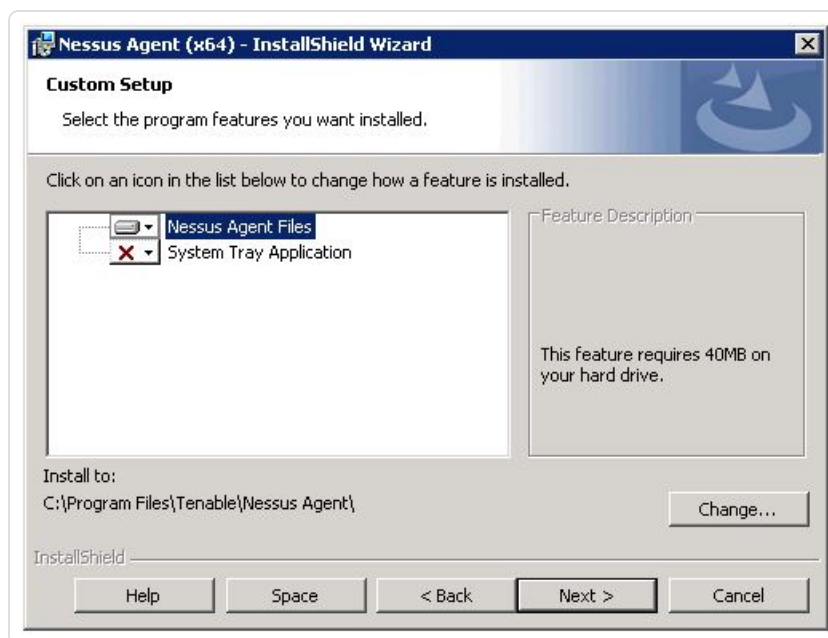 Nessus Agent (x64) - InstallShield Wizard
Custom Setup
Select the program features you want installed.
Click on an icon in the list below to change how a feature is installed.
Nessus Agent Files
System Tray Application
Feature Description
This feature requires 40MB on
your hard drive.
Install to:
C:\Program Files\Tenable\Nessus Agent\
Change...
InstallShield
Help
Space
< Back
Next >
Cancel